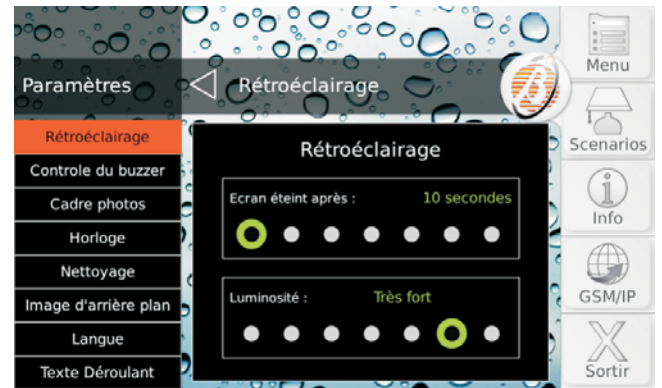 Paramètres
Rétroéclairage
Rétroéclairage
Controle du buzzer
Cadre photos
Horloge
Nettoyage
Image d'arrière plan
Langue
Texte Déroulant
Rétroéclairage
Ecran éteint après : 10 secondes
Luminosité : Très fort
Menu
Scenarios
Info
GSM/IP
Sortir